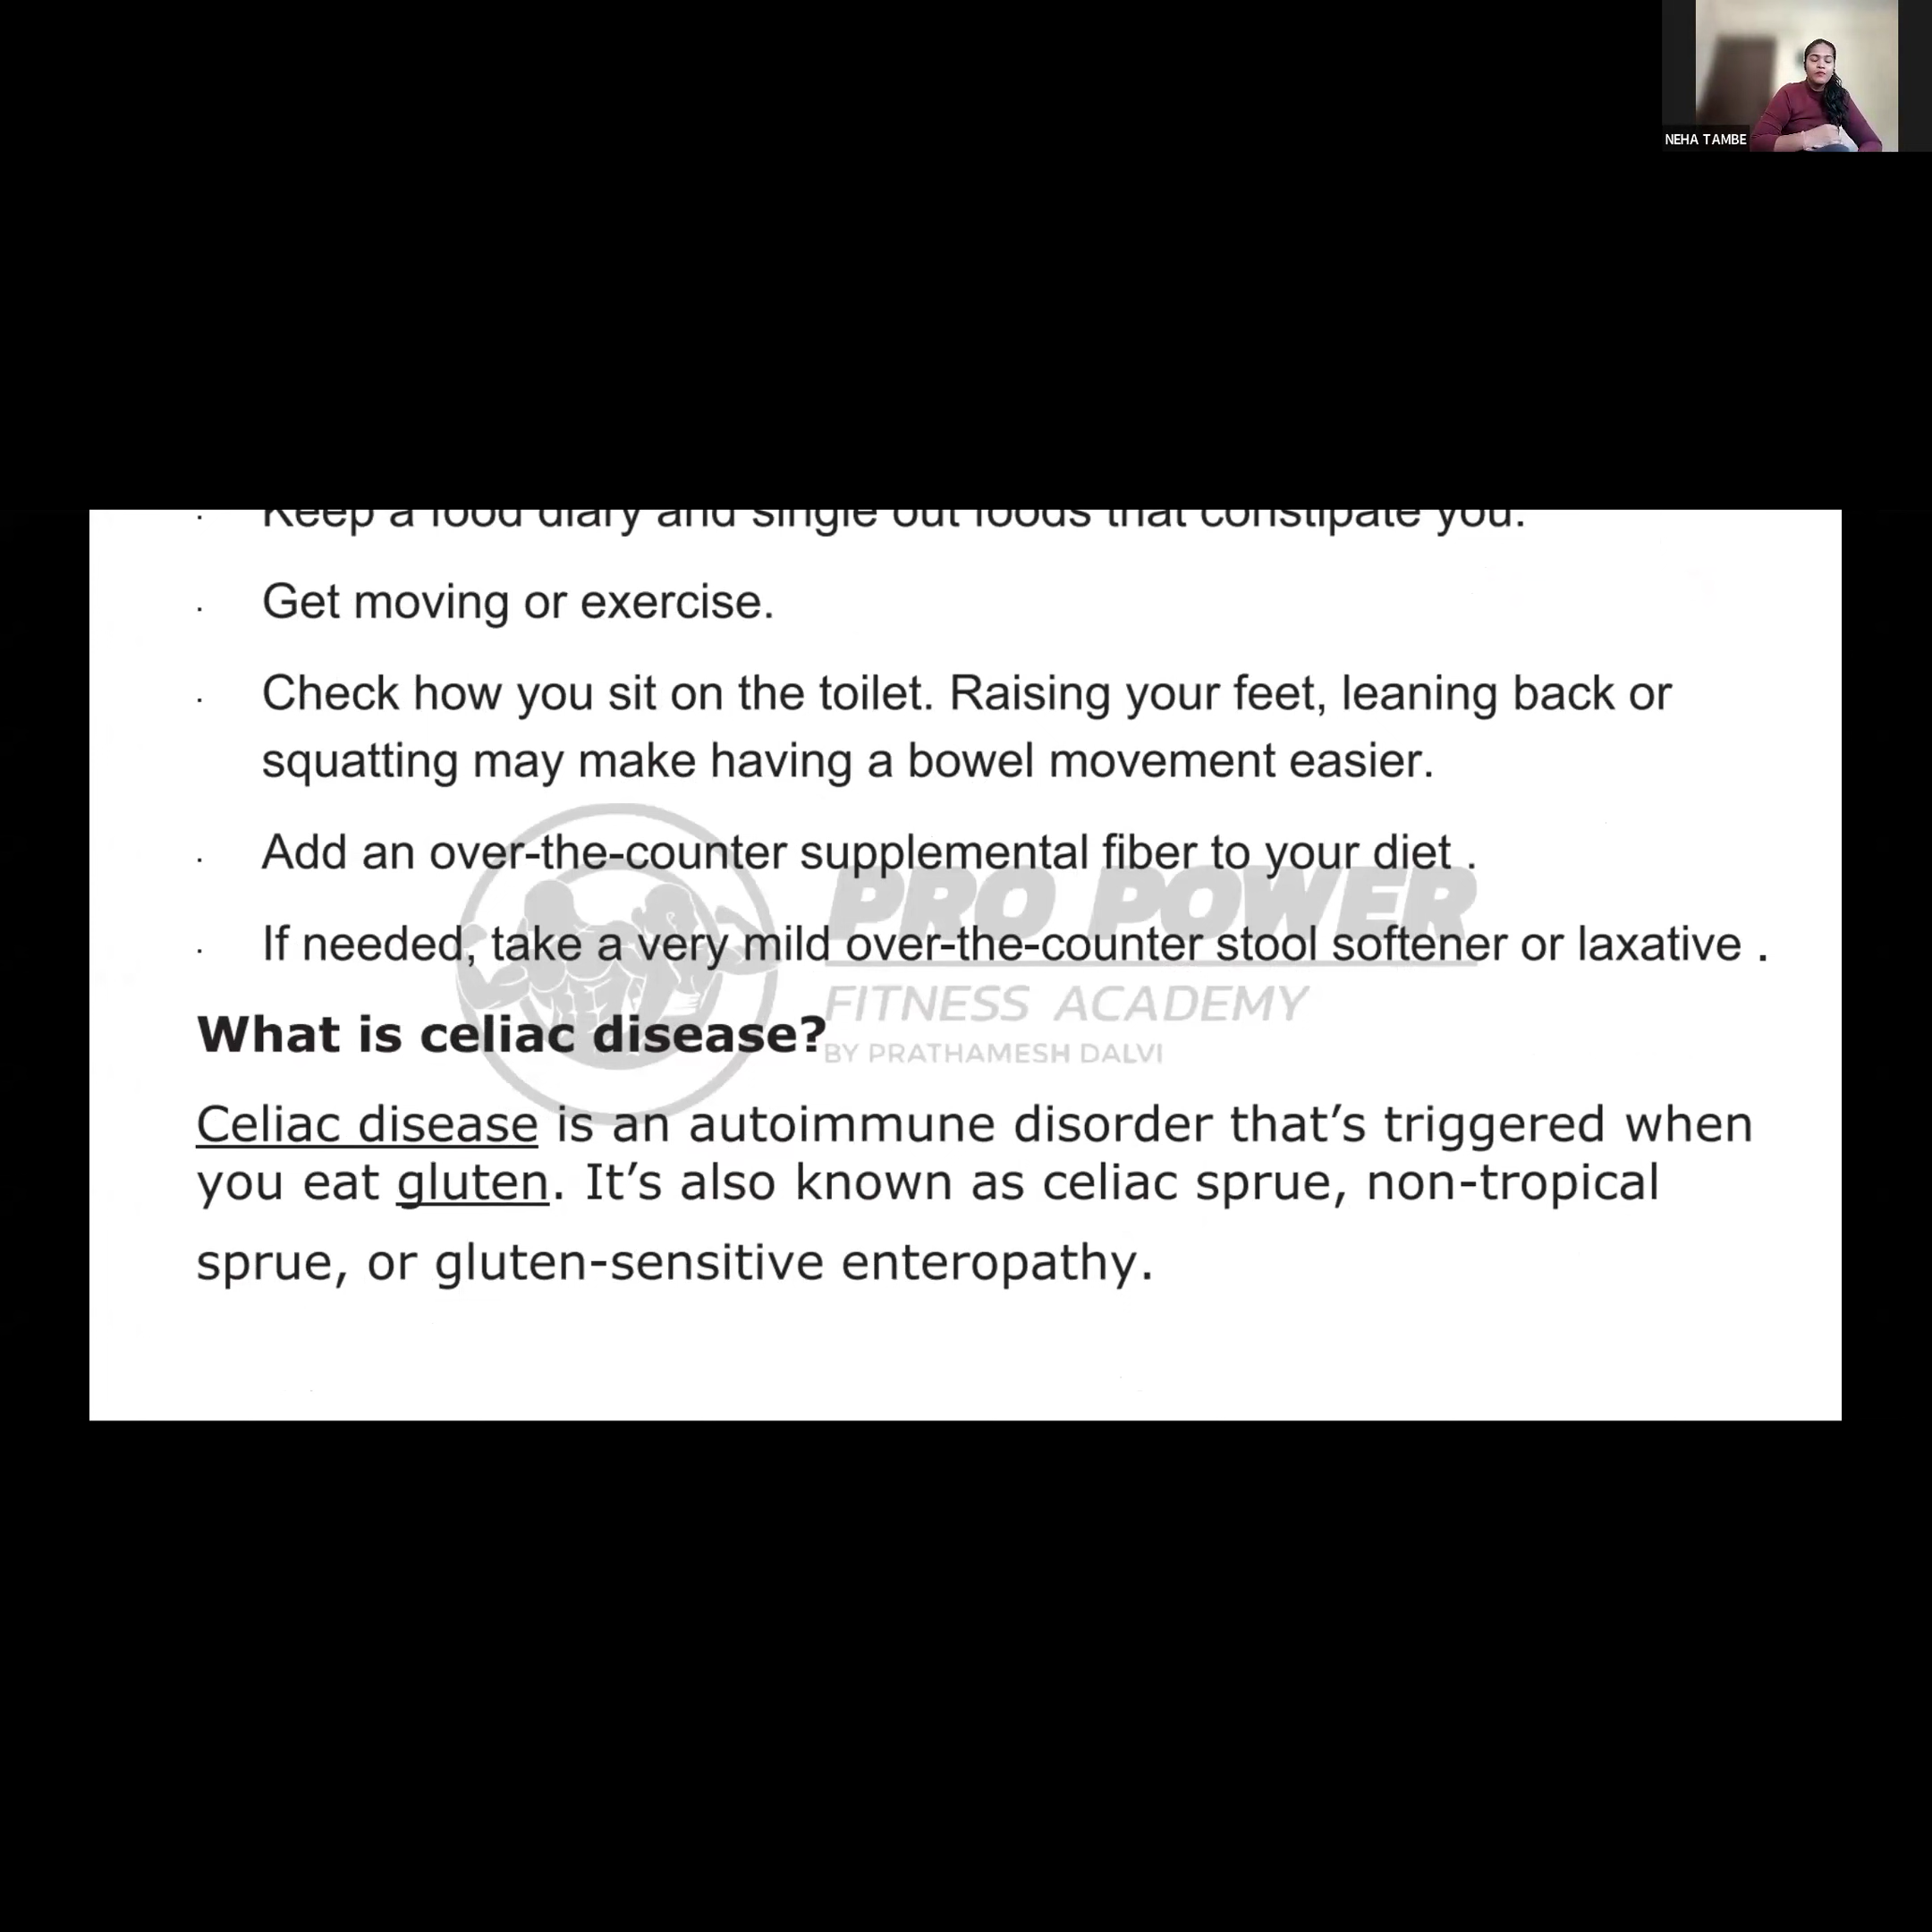 NEHA TAMBE
· Keep a food diary and single out foods that constipate you.
· Get moving or exercise.
· Check how you sit on the toilet. Raising your feet, leaning back or
squatting may make having a bowel movement easier.
· Add an over-the-counter supplemental fiber to your diet .
· If needed, take a very mild over-the-counter stool softener or laxative .
PRO POWER
FITNESS ACADEMY
BY PRATHAMESH DALVI
What is celiac disease?
Celiac disease is an autoimmune disorder that’s triggered when
you eat gluten. It’s also known as celiac sprue, non-tropical
sprue, or gluten-sensitive enteropathy.